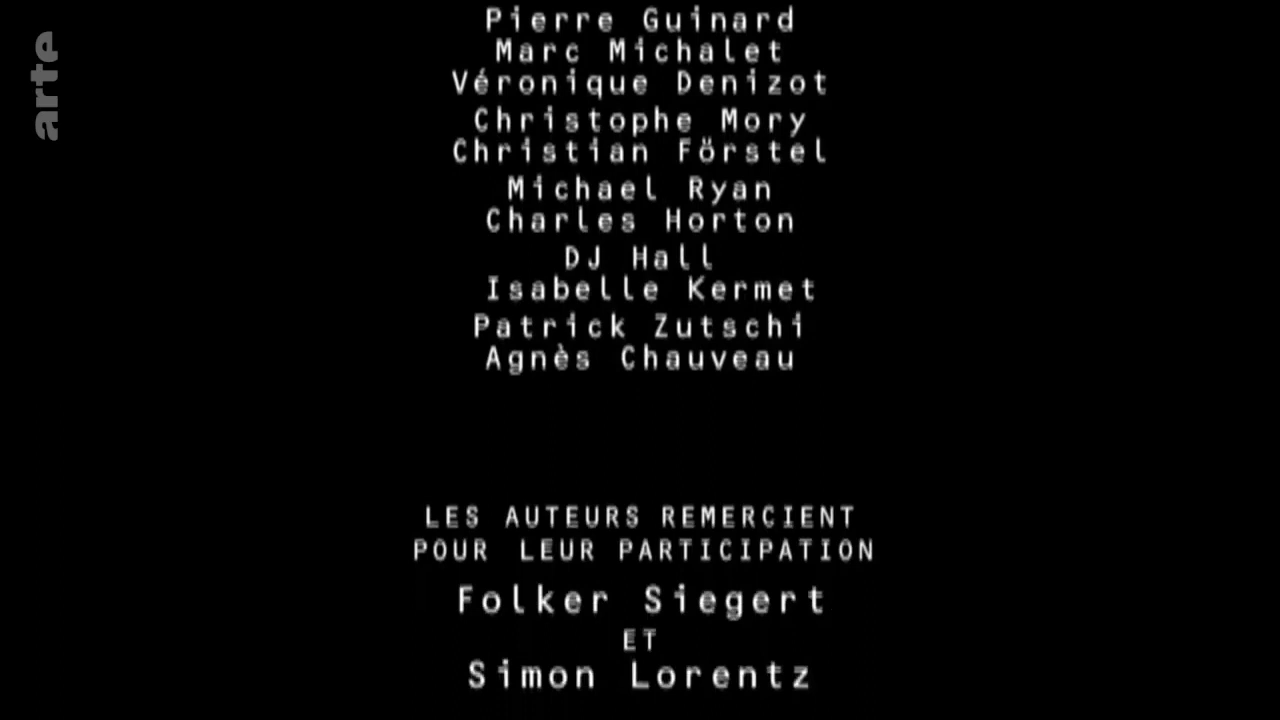 arte
Pierre Guinard
Marc Michalet
Véronique Denizot
Christophe Mory
Christian Förstel
Michael Ryan
Charles Horton
DJ Hall
Isabelle Kermet
Patrick Zutschi
Agnès Chauveau
LES AUTEURS REMERCIENT
POUR LEUR PARTICIPATION
Folker Siegert
ET
Simon Lorentz